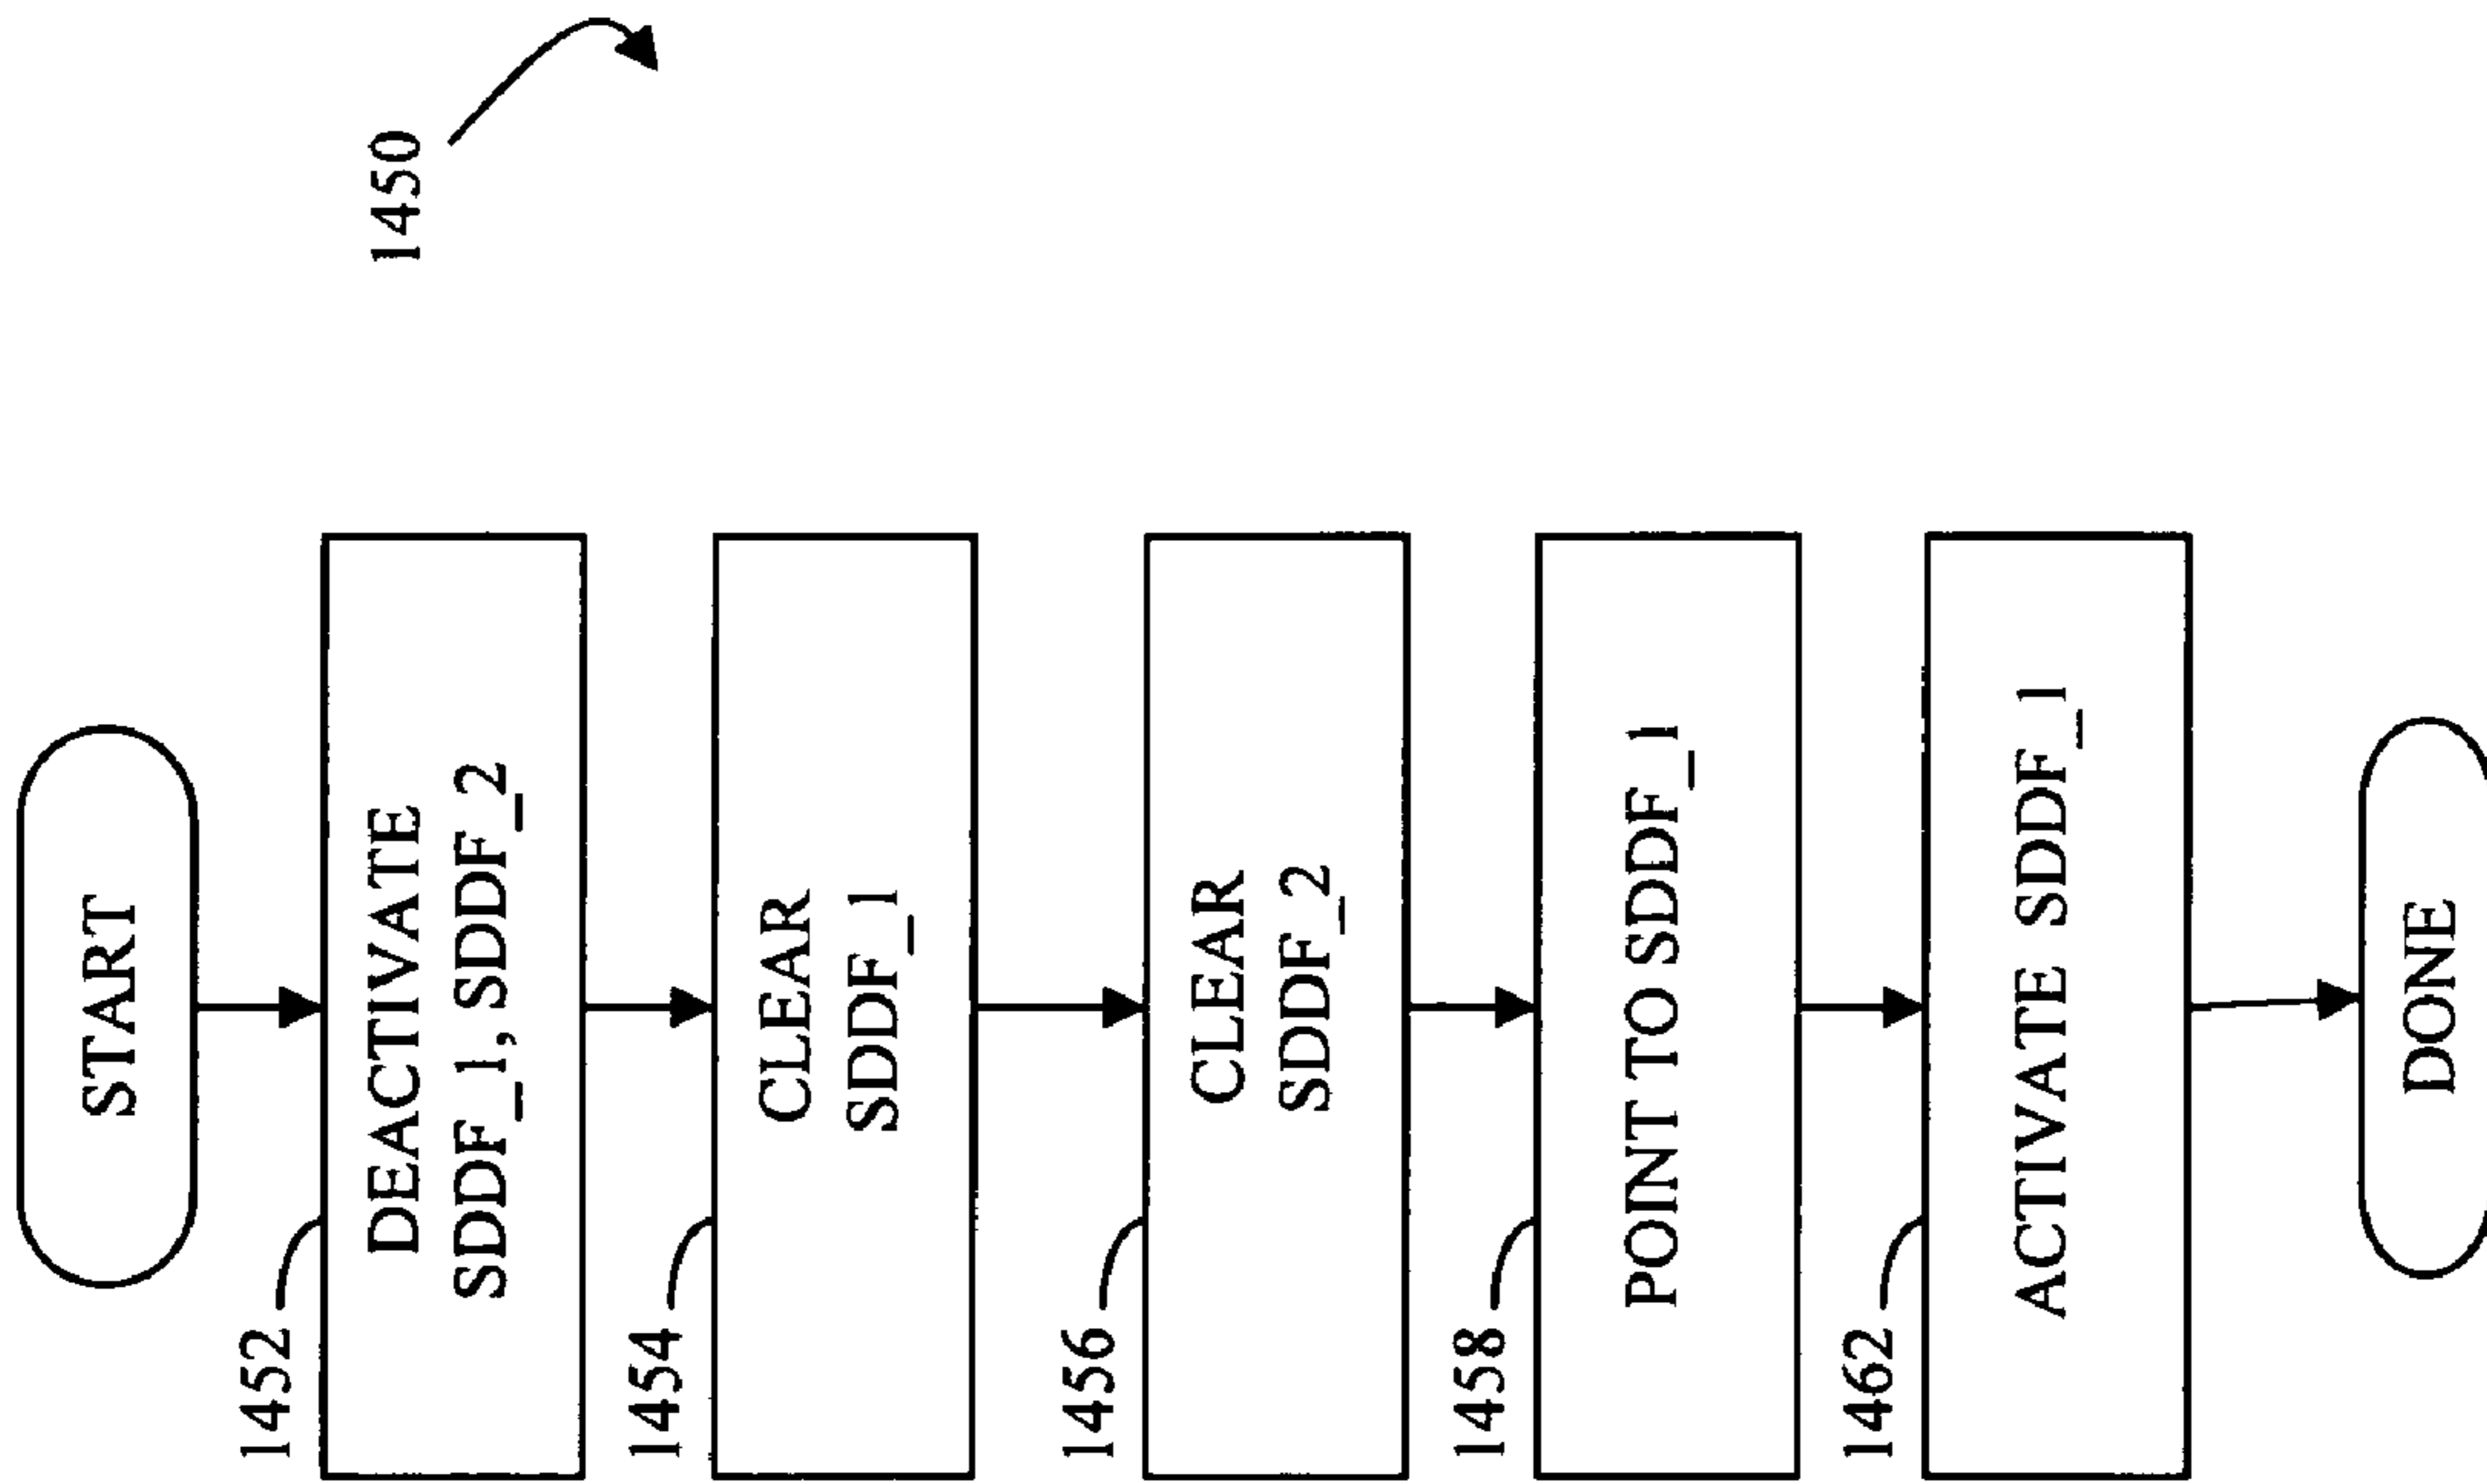 1450
START
1452
DEACTIVATE
SDDF_1, SDDF_2
1454
CLEAR
SDDF_1
1456
CLEAR
SDDF_2
1458
POINT TO SDDF_1
1462
ACTIVATE SDDF_1
DONE